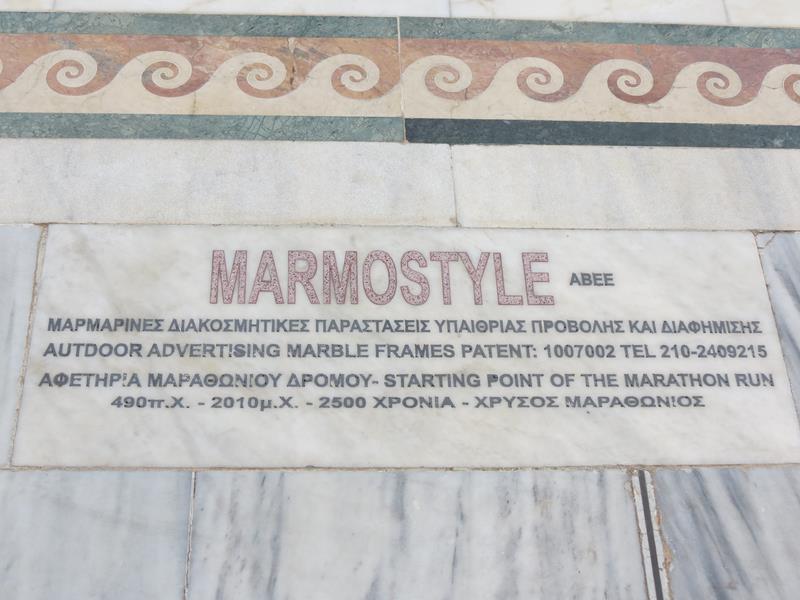 MARMOSTYLE ΑΒΕΕ
ΜΑΡΜΑΡΙΝΕΣ ΔΙΑΚΟΣΜΗΤΙΚΕΣ ΠΑΡΑΣΤΑΣΕΙΣ ΥΠΑΙΘΡΙΑΣ ΠΡΟΒΟΛΗΣ ΚΑΙ ΔΙΑΦΗΜΙΣΗΣ
AUTDOOR ADVERTISING MARBLE FRAMES PATENT: 1007002 TEL 210-2409215
ΑΦΕΤΗΡΙΑ ΜΑΡΑΘΩΝΙΟΥ ΔΡΟΜΟΥ- STARTING POINT OF THE MARATHON RUN
490π.Χ. - 2010μ.Χ. - 2500 ΧΡΟΝΙΑ - ΧΡΥΣΟΣ ΜΑΡΑΘΩΝΙΟΣ